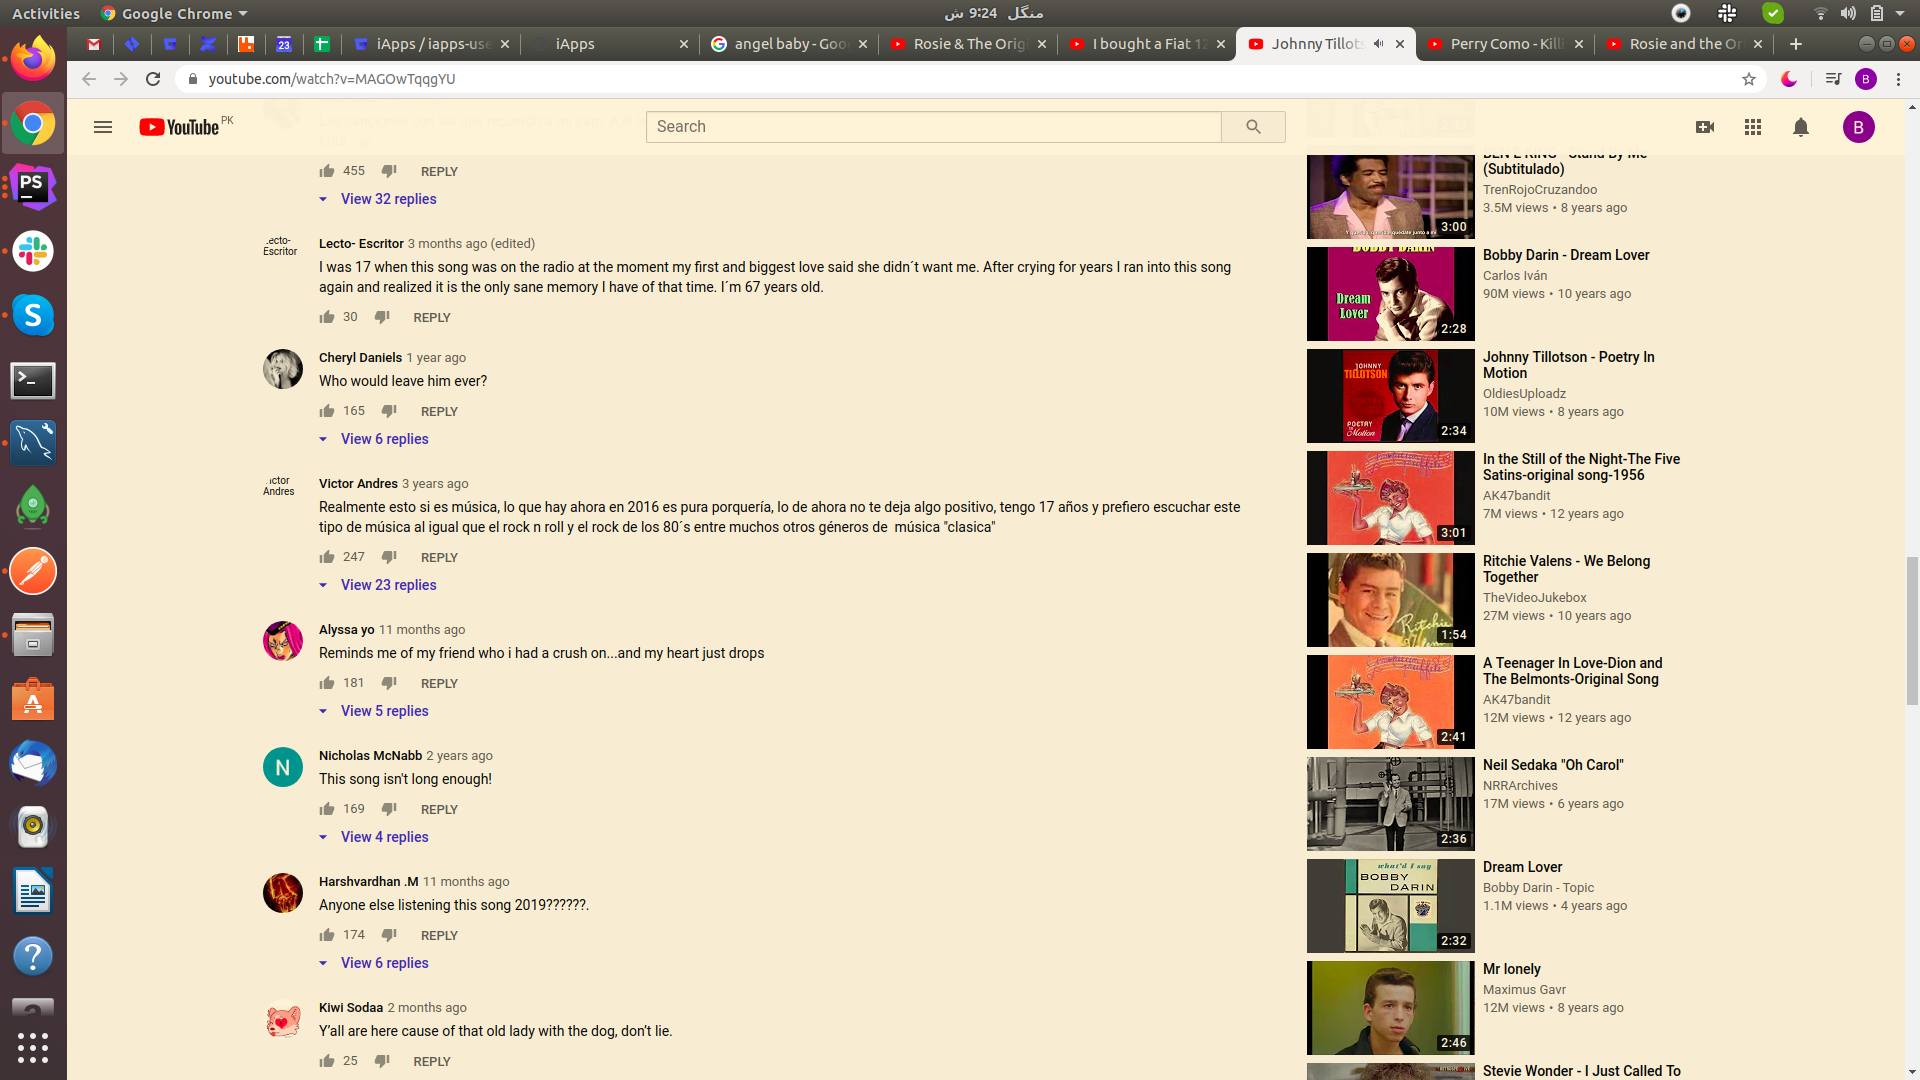 Activities
Google Chrome
منگل 9:24 ش
iApps / iapps-use
iApps
angel baby - Goo
Rosie & The Orig
I bought a Fiat 12
Johnny Tillots
Perry Como - Killi
Rosie and the Or
youtube.com/watch?v=MAGOwTqqgYU
B
YouTube PK
Search
B
455 REPLY
View 32 replies
Lecto-
Escritor
Lecto- Escritor 3 months ago (edited)
I was 17 when this song was on the radio at the moment my first and biggest love said she didn´t want me. After crying for years I ran into this song
again and realized it is the only sane memory I have of that time. I´m 67 years old.
30 REPLY
Cheryl Daniels 1 year ago
Who would leave him ever?
165 REPLY
View 6 replies
Victor
Andres
Victor Andres 3 years ago
Realmente esto si es música, lo que hay ahora en 2016 es pura porquería, lo de ahora no te deja algo positivo, tengo 17 años y prefiero escuchar este
tipo de música al igual que el rock n roll y el rock de los 80´s entre muchos otros géneros de  música "clasica"
247 REPLY
View 23 replies
Alyssa yo 11 months ago
Reminds me of my friend who i had a crush on...and my heart just drops
181 REPLY
View 5 replies
N
Nicholas McNabb 2 years ago
This song isn't long enough!
169 REPLY
View 4 replies
Harshvardhan .M 11 months ago
Anyone else listening this song 2019??????.
174 REPLY
View 6 replies
Kiwi Sodaa 2 months ago
Y'all are here cause of that old lady with the dog, don't lie.
25 REPLY
BEN E KING - Stand By Me
(Subtitulado)
TrenRojoCruzandoo
3.5M views • 8 years ago
3:00
BOBBY DARIN
Dream
Lover
2:28
Bobby Darin - Dream Lover
Carlos Iván
90M views • 10 years ago
JOHNNY
TILLOTSON
POETRY
in Motion
2:34
Johnny Tillotson - Poetry In
Motion
OldiesUploadz
10M views • 8 years ago
3:01
In the Still of the Night-The Five
Satins-original song-1956
AK47bandit
7M views • 12 years ago
Ritchie
1:54
Ritchie Valens - We Belong
Together
TheVideoJukebox
27M views • 10 years ago
2:41
A Teenager In Love-Dion and
The Belmonts-Original Song
AK47bandit
12M views • 12 years ago
2:36
Neil Sedaka "Oh Carol"
NRRArchives
17M views • 6 years ago
what'd I say
BOBBY
DARIN
2:32
Dream Lover
Bobby Darin - Topic
1.1M views • 4 years ago
2:46
Mr lonely
Maximus Gavr
12M views • 8 years ago
Stevie Wonder - I Just Called To
PS
S
A
?
23